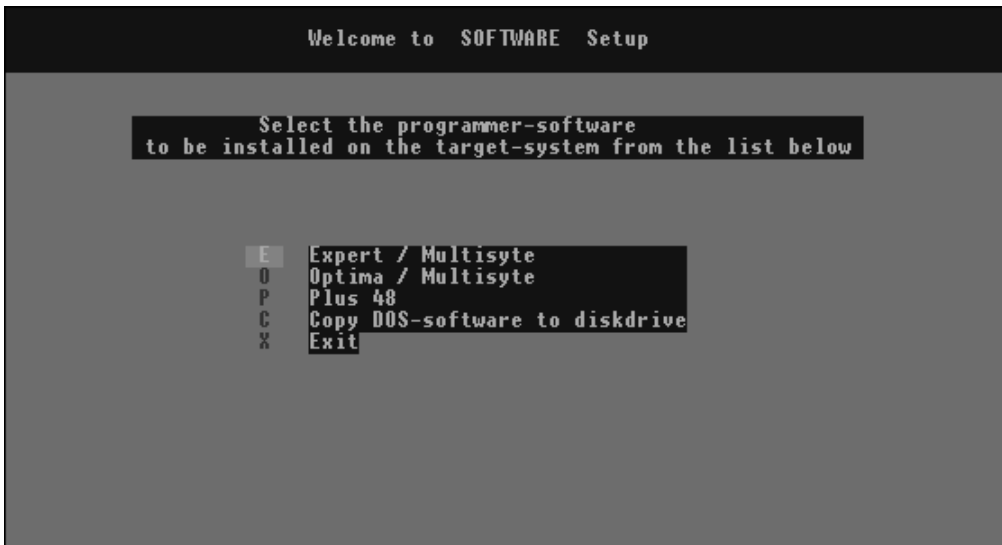 Welcome to SOFTWARE Setup
Select the programmer-software
to be installed on the target-system from the list below
E Expert / Multisyte
O Optima / Multisyte
P Plus 48
C Copy DOS-software to diskdrive
X Exit